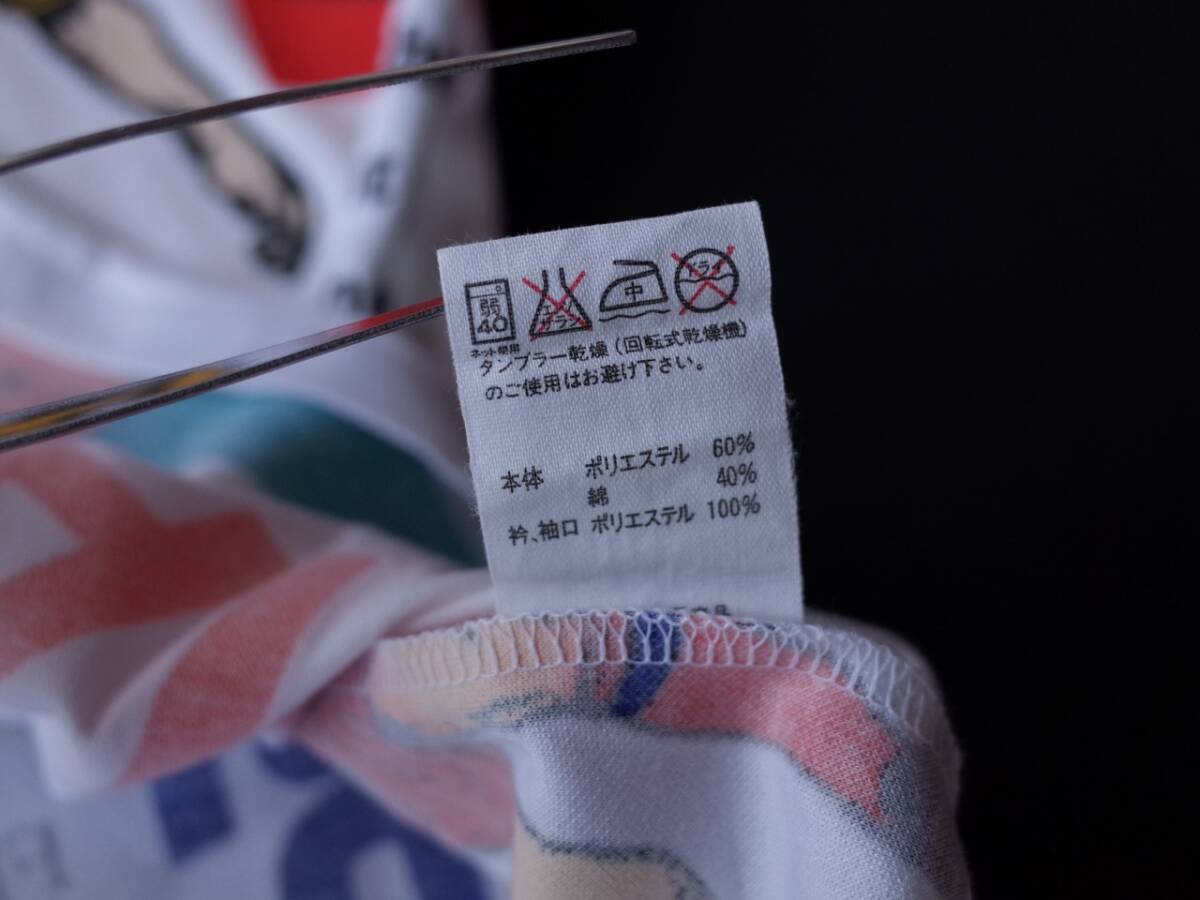 弱
40
ネット使用
エンソ
サラシ
中
ドライ
タンブラー乾燥（回転式乾燥機）
のご使用はお避け下さい。
本体 ポリエステル 60%
綿 40%
衿、袖口 ポリエステル 100%